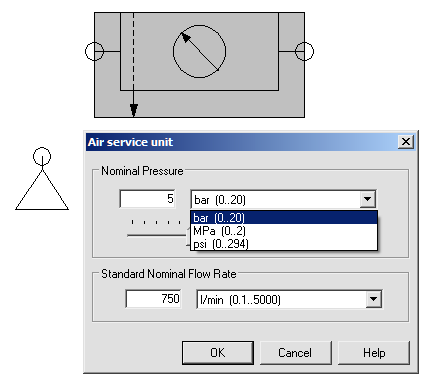 Air service unit
Nominal Pressure
5 bar (0..20)
bar (0..20)
MPa (0..2)
psi (0..294)
Standard Nominal Flow Rate
750 l/min (0.1..5000)
OK Cancel Help